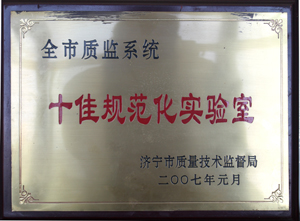 全市质监系统
十佳规范化实验室
济宁市质量技术监督局
二〇〇七年元月